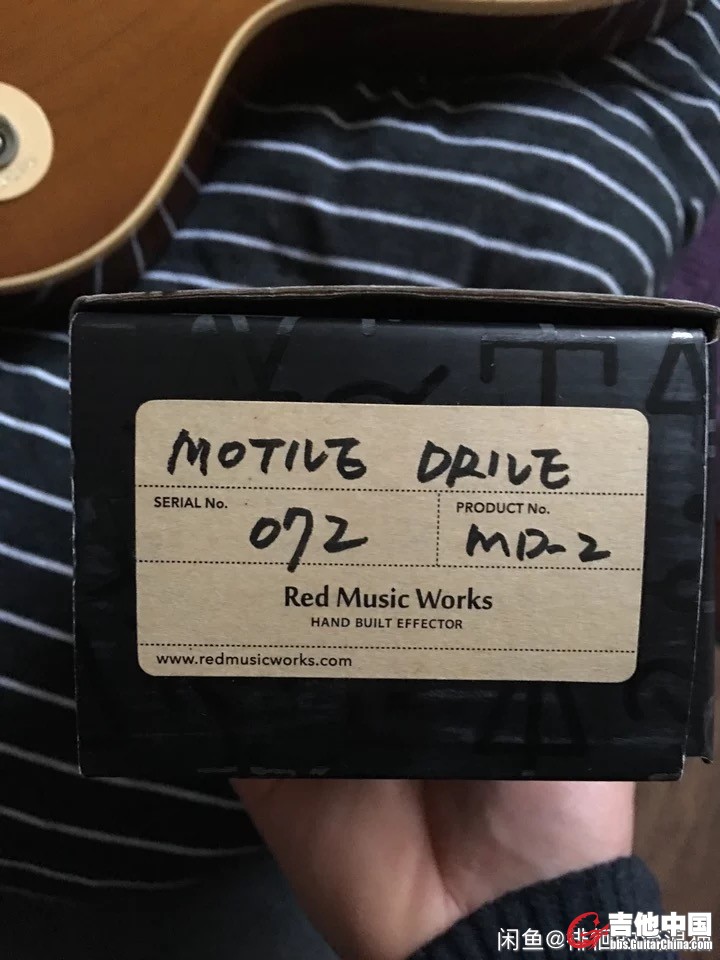 MOTIVE DRIVE
SERIAL No.
072
PRODUCT No.
MD-2
Red Music Works
HAND BUILT EFFECTOR
www.redmusicworks.com
吉他中国
闲鱼@
bbs.GuitarChina.com